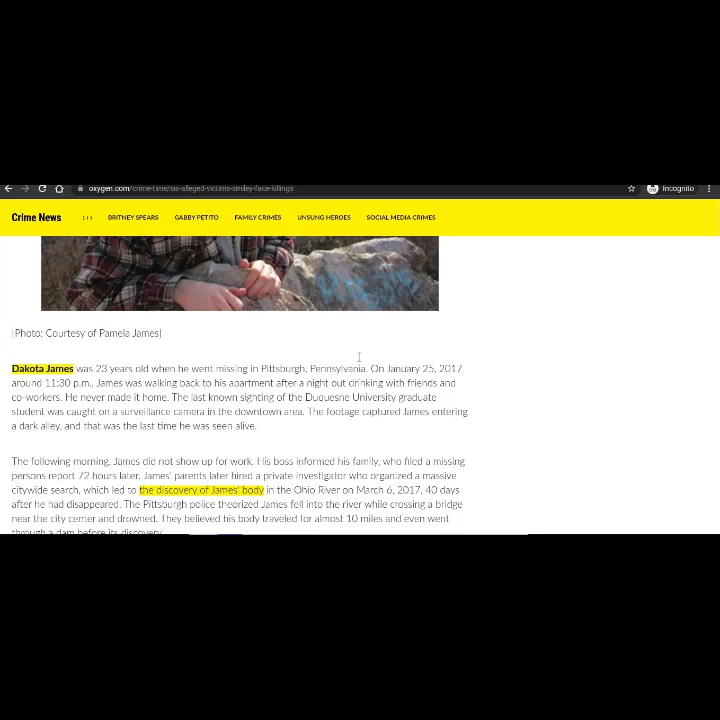 oxygen.com/crime-time/six-alleged-victims-smiley-face-killings
Incognito
Crime News
BRITNEY SPEARS
GABBY PETITO
FAMILY CRIMES
UNSUNG HEROES
SOCIAL MEDIA CRIMES
[Photo: Courtesy of Pamela James]
Dakota James was 23 years old when he went missing in Pittsburgh, Pennsylvania. On January 25, 2017
around 11:30 p.m., James was walking back to his apartment after a night out drinking with friends and
co-workers. He never made it home. The last known sighting of the Duquesne University graduate
student was caught on a surveillance camera in the downtown area. The footage captured James entering
a dark alley, and that was the last time he was seen alive.
The following morning, James did not show up for work. His boss informed his family, who filed a missing
persons report 72 hours later. James' parents later hired a private investigator who organized a massive
citywide search, which led to the discovery of James' body in the Ohio River on March 6, 2017, 40 days
after he had disappeared. The Pittsburgh police theorized James fell into the river while crossing a bridge
near the city center and drowned. They believed his body traveled for almost 10 miles and even went
through a dam before its discovery.